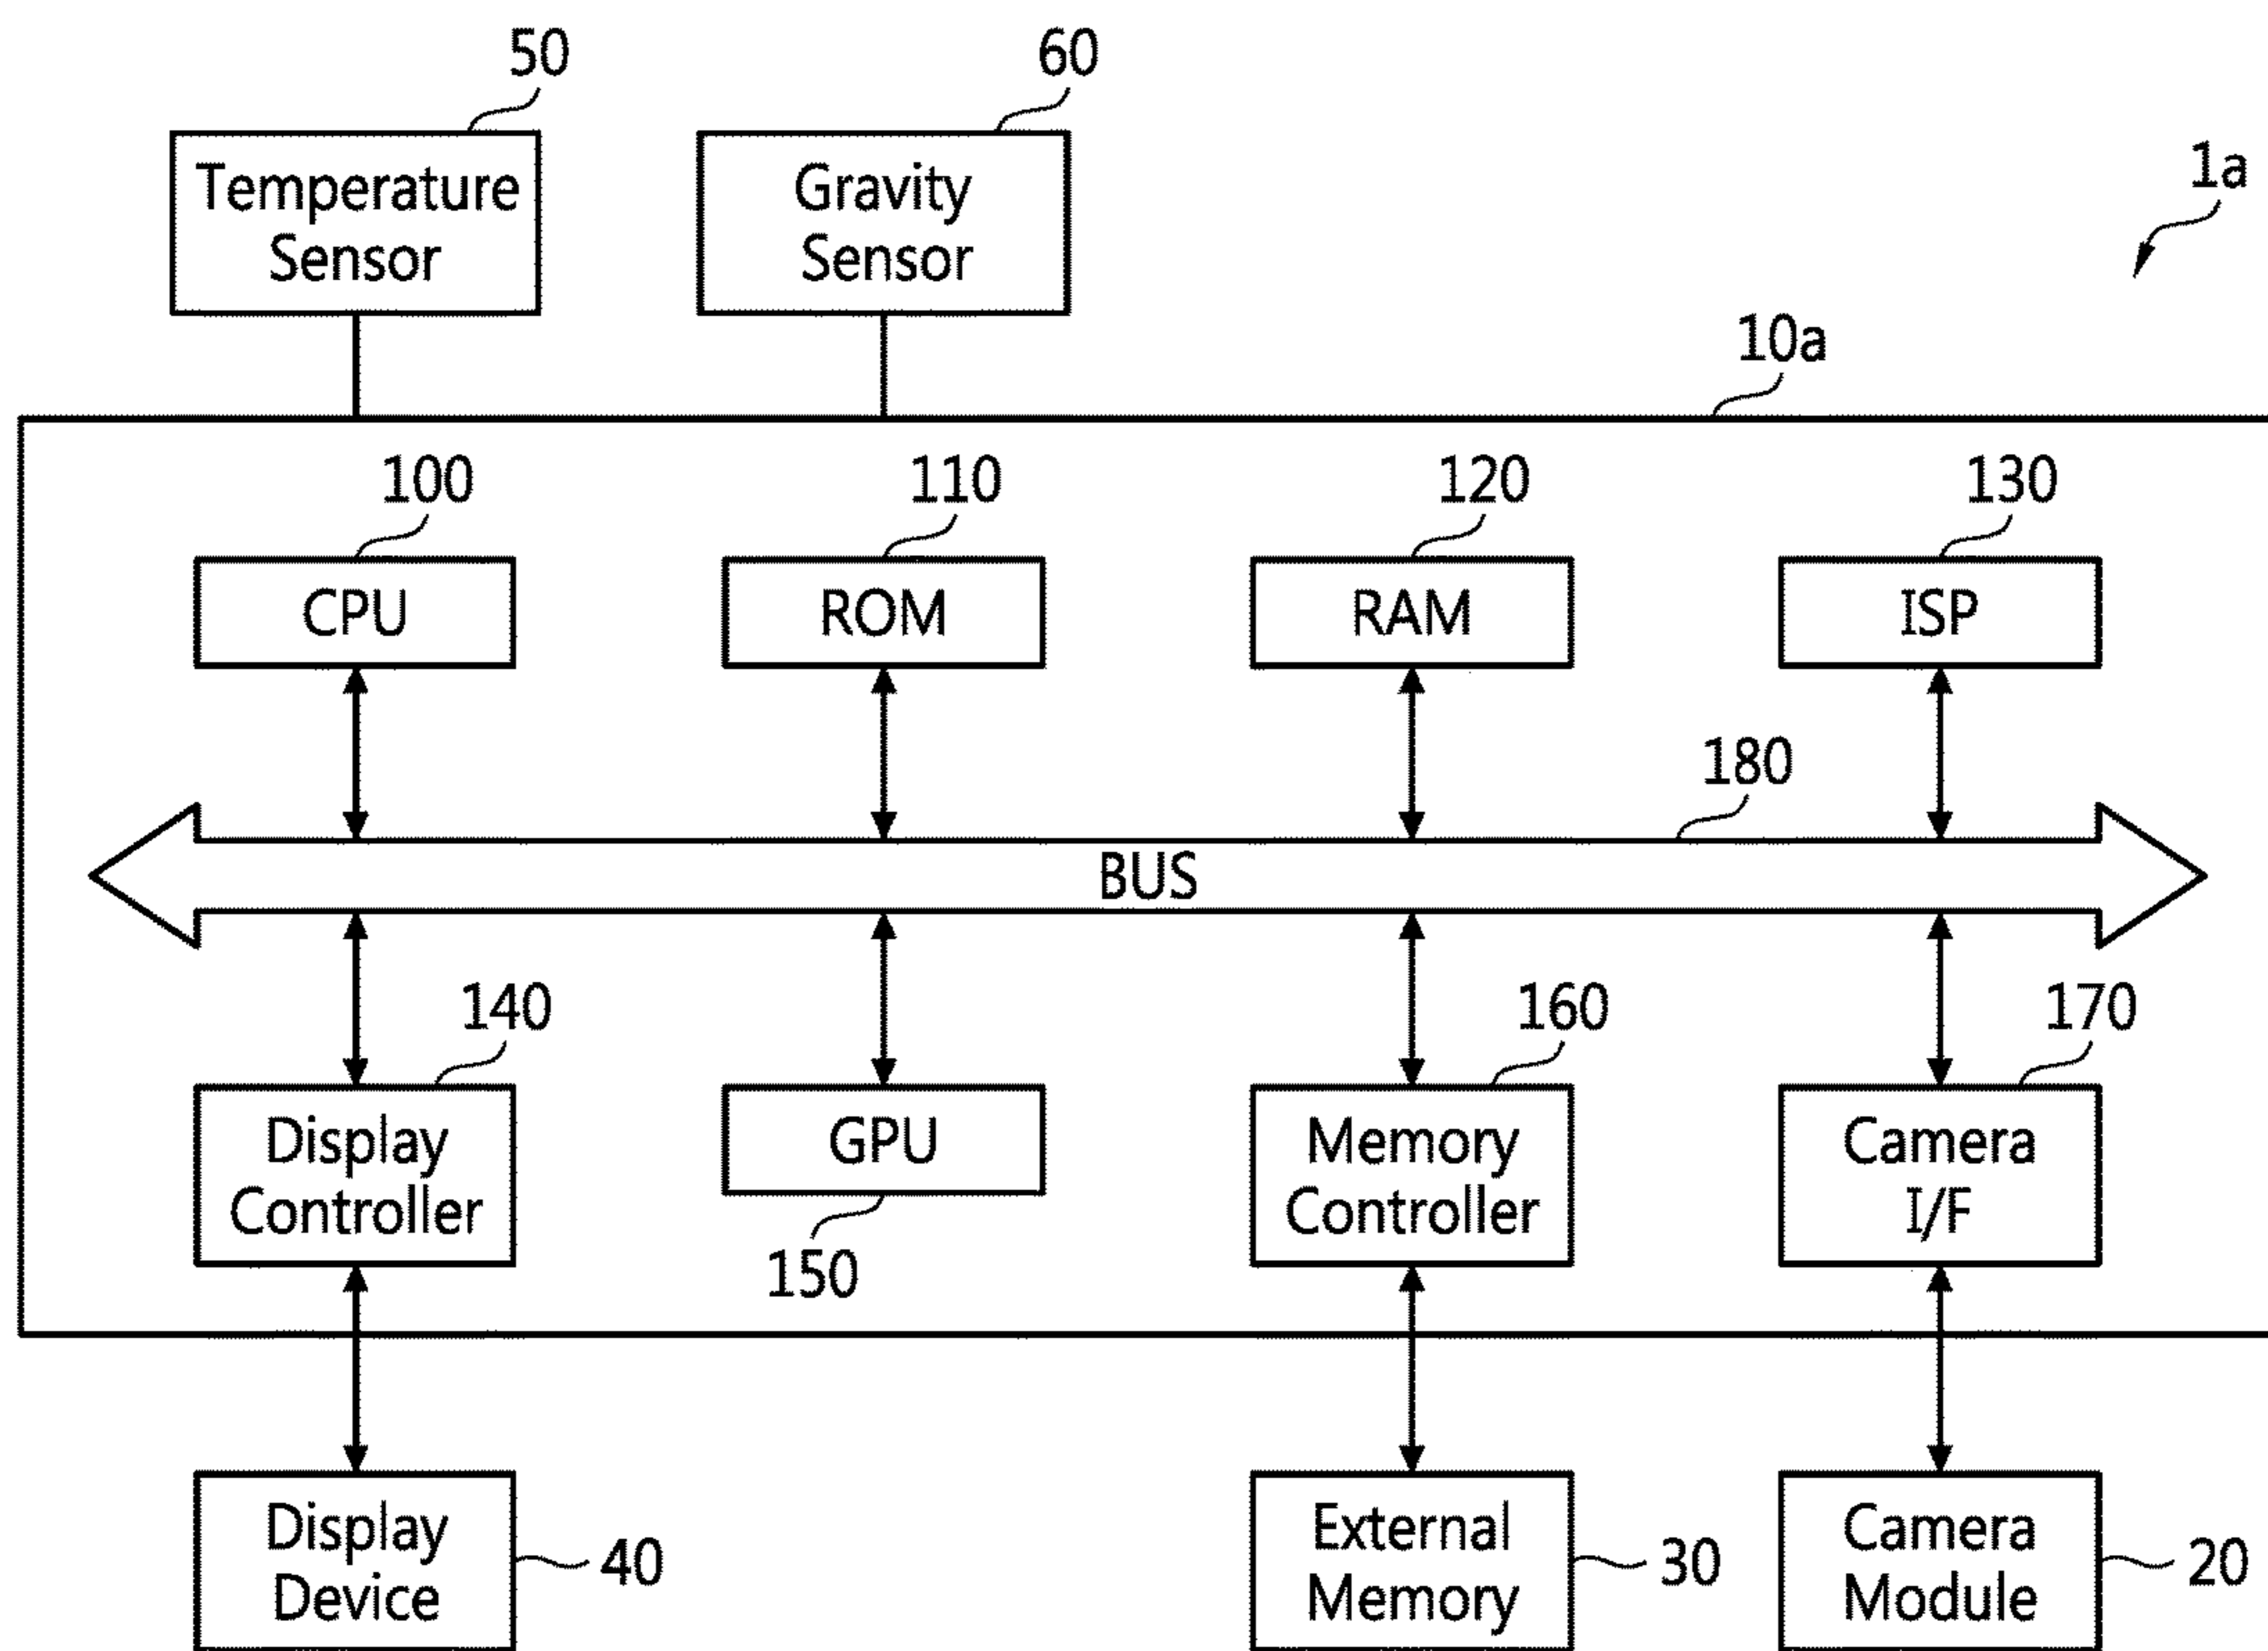 50
60
Temperature
Sensor
Gravity
Sensor
1a
10a
100
110
120
130
CPU
ROM
RAM
ISP
180
BUS
140
160
170
Display
Controller
GPU
Memory
Controller
Camera
I/F
150
Display
Device
40
External
Memory
30
Camera
Module
20